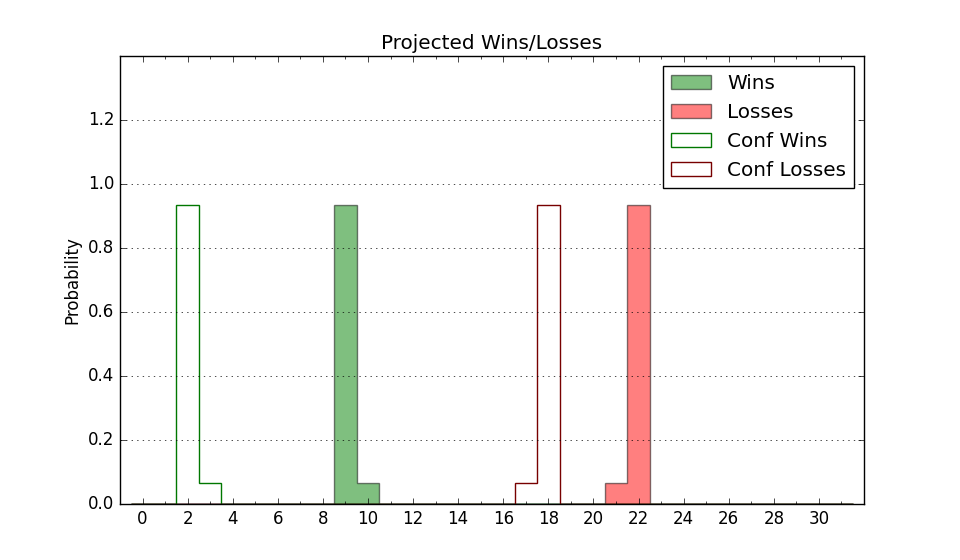 Projected Wins/Losses
Wins
Losses
Conf Wins
Conf Losses
Probability
1.2
1.0
0.8
0.6
0.4
0.2
0.0
0 2 4 6 8 10 12 14 16 18 20 22 24 26 28 30